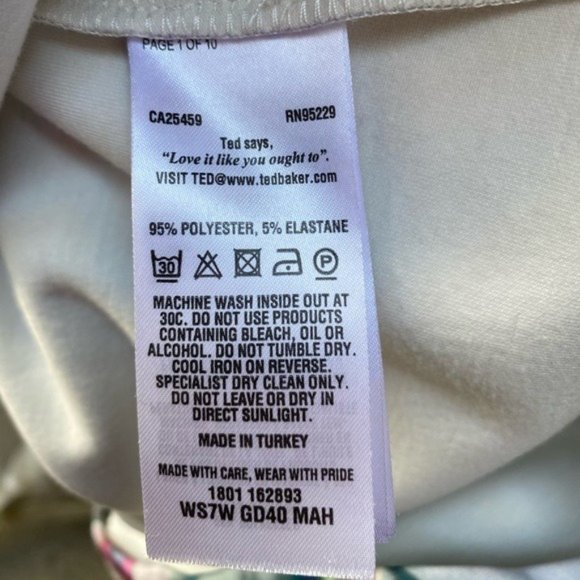 PAGE 1 OF 10
CA25459 RN95229
Ted says,
"Love it like you ought to".
VISIT TED@www.tedbaker.com
95% POLYESTER, 5% ELASTANE
30 P
MACHINE WASH INSIDE OUT AT
30C. DO NOT USE PRODUCTS
CONTAINING BLEACH, OIL OR
ALCOHOL. DO NOT TUMBLE DRY.
COOL IRON ON REVERSE.
SPECIALIST DRY CLEAN ONLY.
DO NOT LEAVE OR DRY IN
DIRECT SUNLIGHT.
MADE IN TURKEY
MADE WITH CARE, WEAR WITH PRIDE
1801 162893
WS7W GD40 MAH